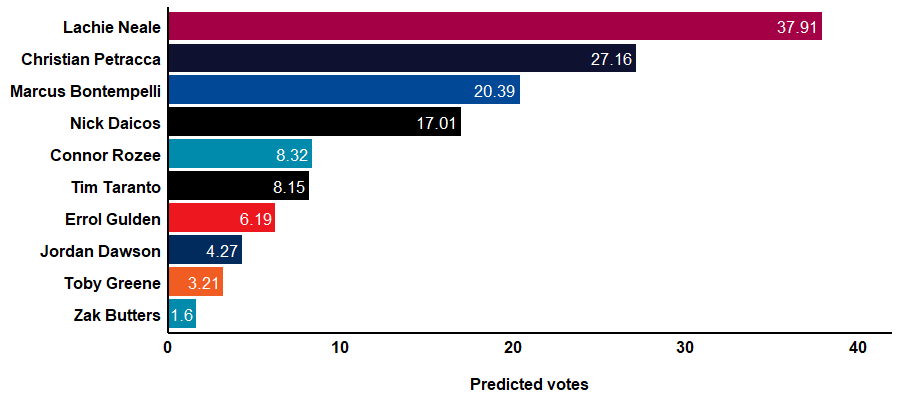 Lachie Neale 37.91
Christian Petracca 27.16
Marcus Bontempelli 20.39
Nick Daicos 17.01
Connor Rozee 8.32
Tim Taranto 8.15
Errol Gulden 6.19
Jordan Dawson 4.27
Toby Greene 3.21
Zak Butters 1.6
0 10 20 30 40
Predicted votes